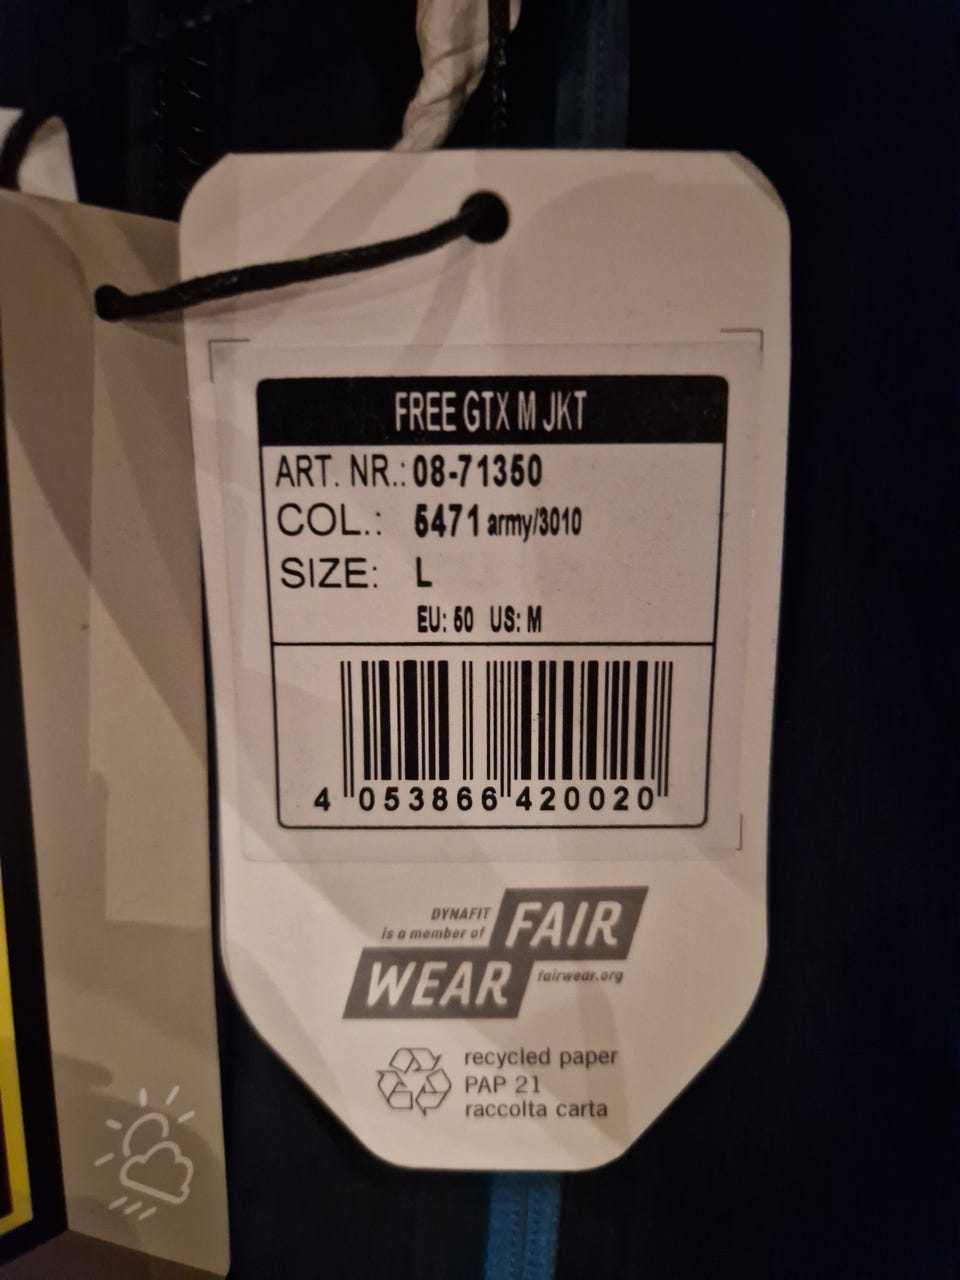 FREE GTX M JKT
ART. NR.: 08-71350
COL.: 5471 army/3010
SIZE: L
EU: 50 US: M
4 053866 420020
DYNAFIT
is a member of
FAIR
WEAR
fairwear.org
recycled paper
PAP 21
raccolta carta